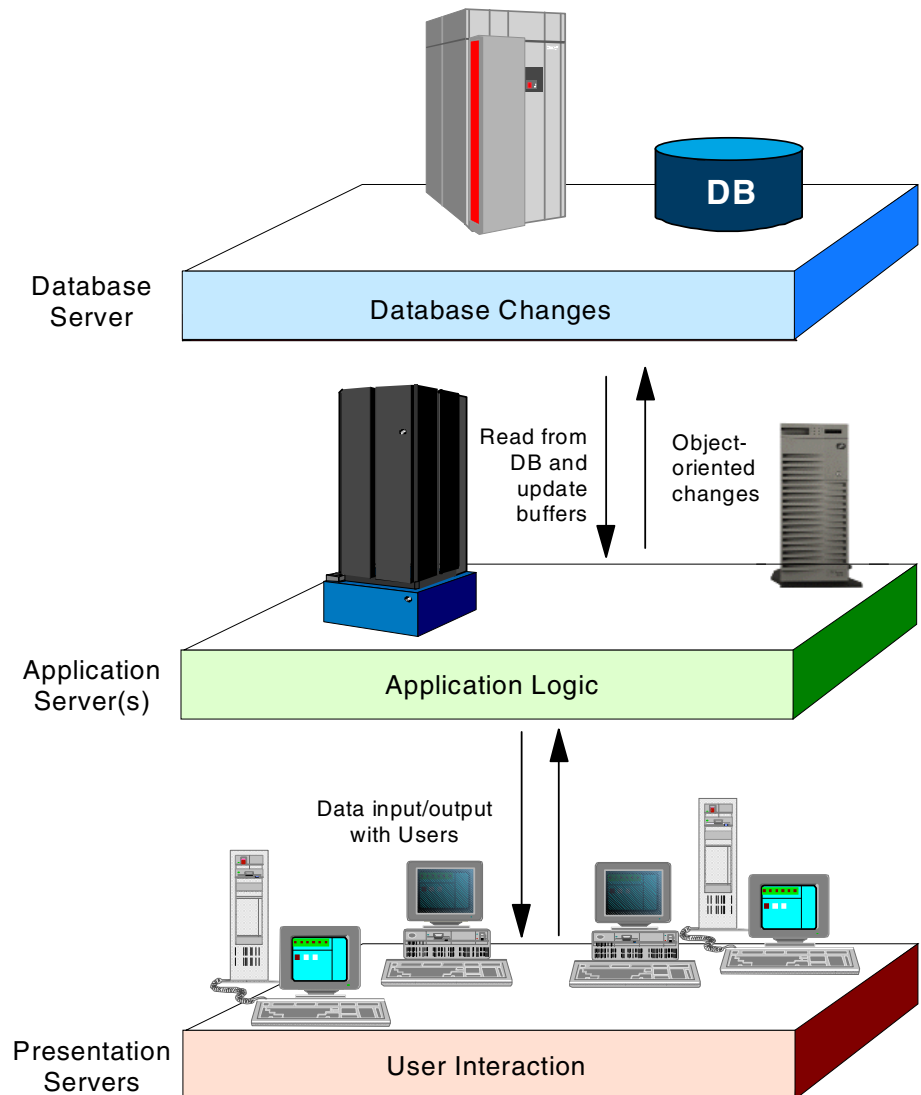 DB
Database
Server
Database Changes
Read from
DB and
update
buffers
Object-
oriented
changes
Application
Server(s)
Application Logic
Data input/output
with Users
Presentation
Servers
User Interaction